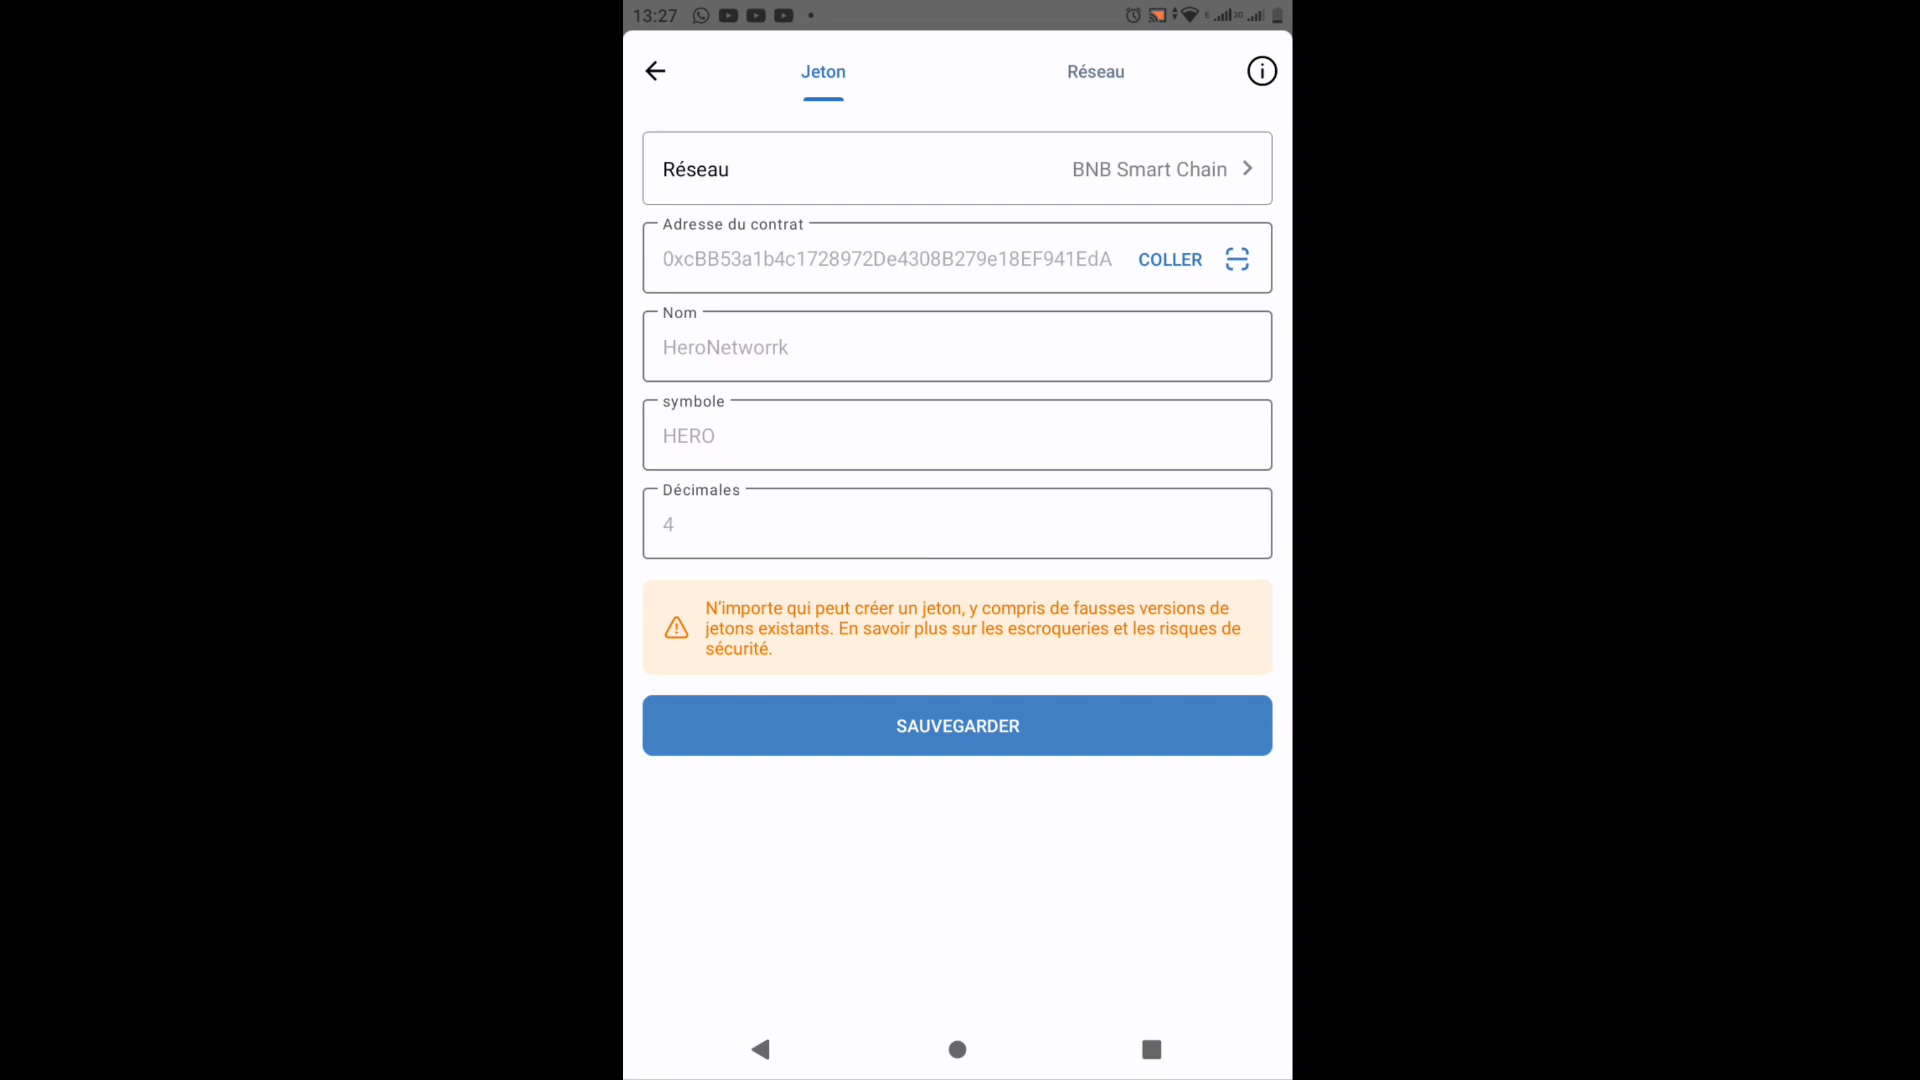 13:27
Jeton
Réseau
Réseau
BNB Smart Chain
Adresse du contrat
0xcBB53a1b4c1728972De4308B279e18EF941EdA
COLLER
Nom
HeroNetworrk
symbole
HERO
Décimales
4
N'importe qui peut créer un jeton, y compris de fausses versions de
jetons existants. En savoir plus sur les escroqueries et les risques de
sécurité.
SAUVEGARDER